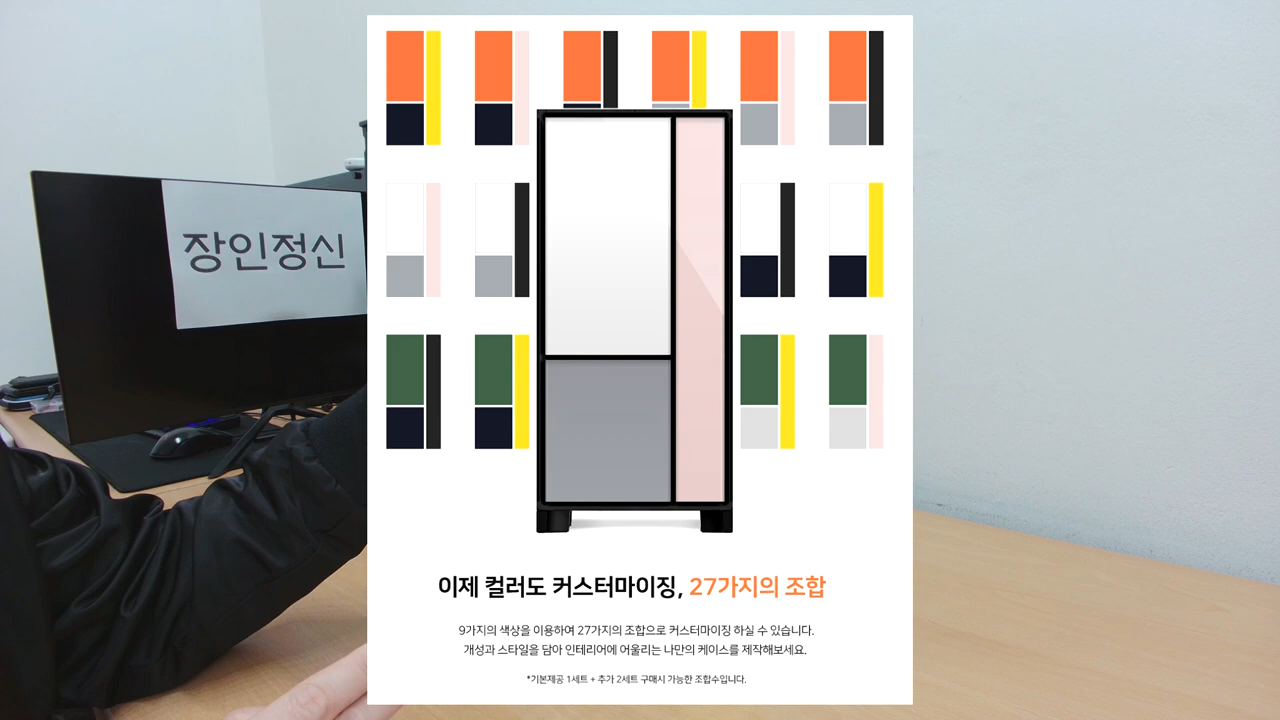 장인정신
이제 컬러도 커스터마이징, 27가지의 조합
9가지의 색상을 이용하여 27가지의 조합으로 커스터마이징 하실 수 있습니다.
개성과 스타일을 담아 인테리어에 어울리는 나만의 케이스를 제작해보세요.
*기본제공 1세트 + 추가 2세트 구매시 가능한 조합수입니다.